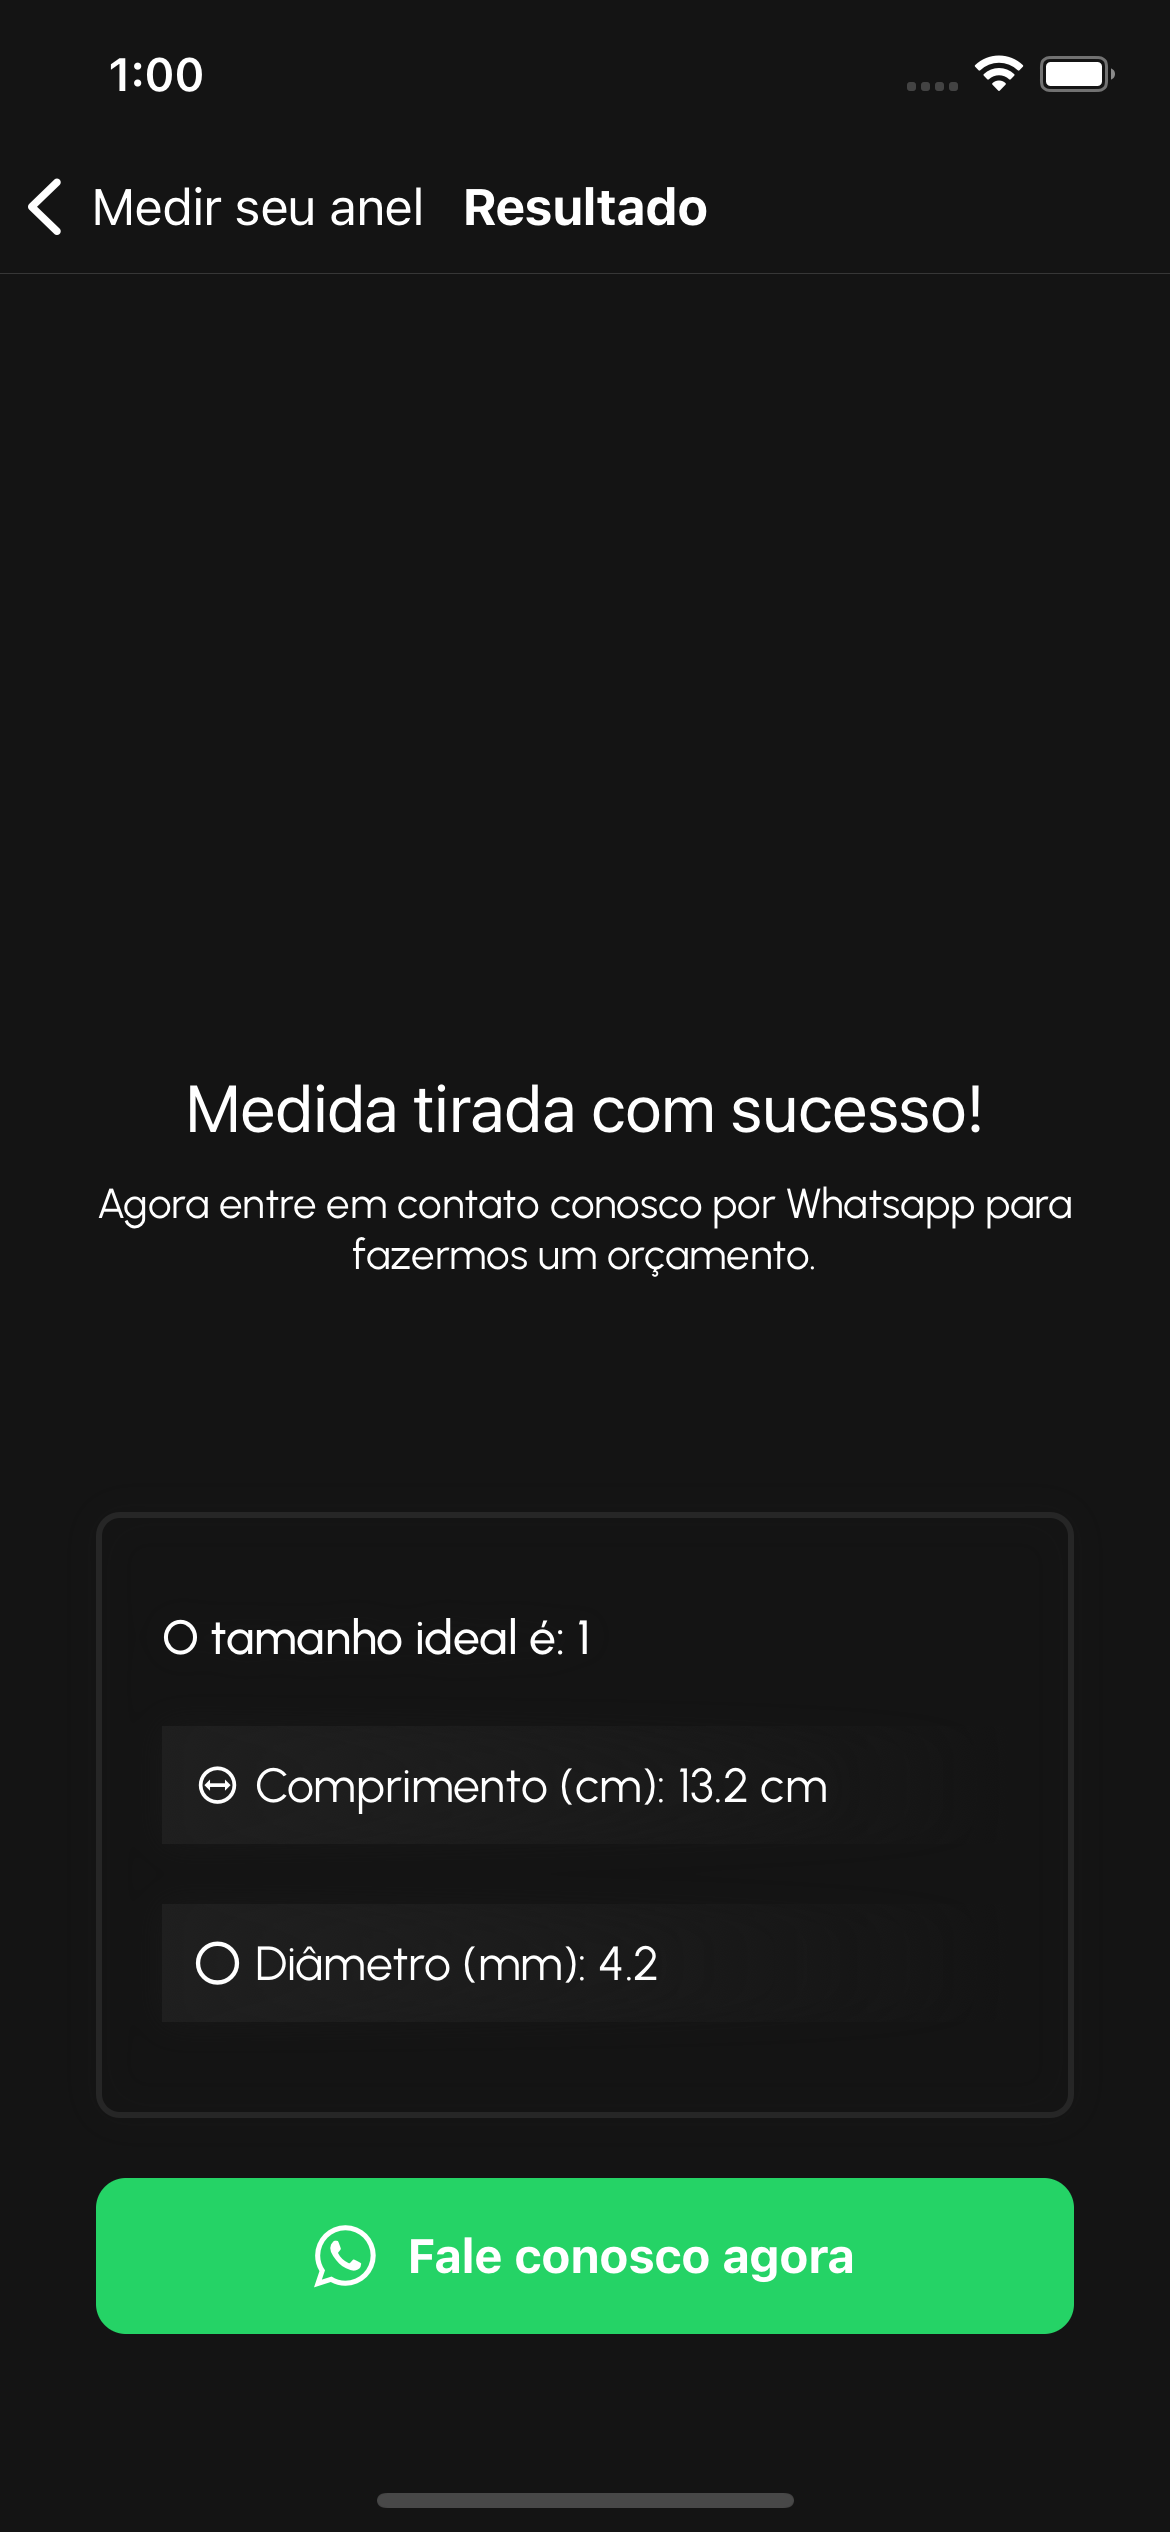 1:00
Medir seu anel Resultado
Medida tirada com sucesso!
Agora entre em contato conosco por Whatsapp para
fazermos um orçamento.
O tamanho ideal é: 1
Comprimento (cm): 13.2 cm
Diâmetro (mm): 4.2
Fale conosco agora